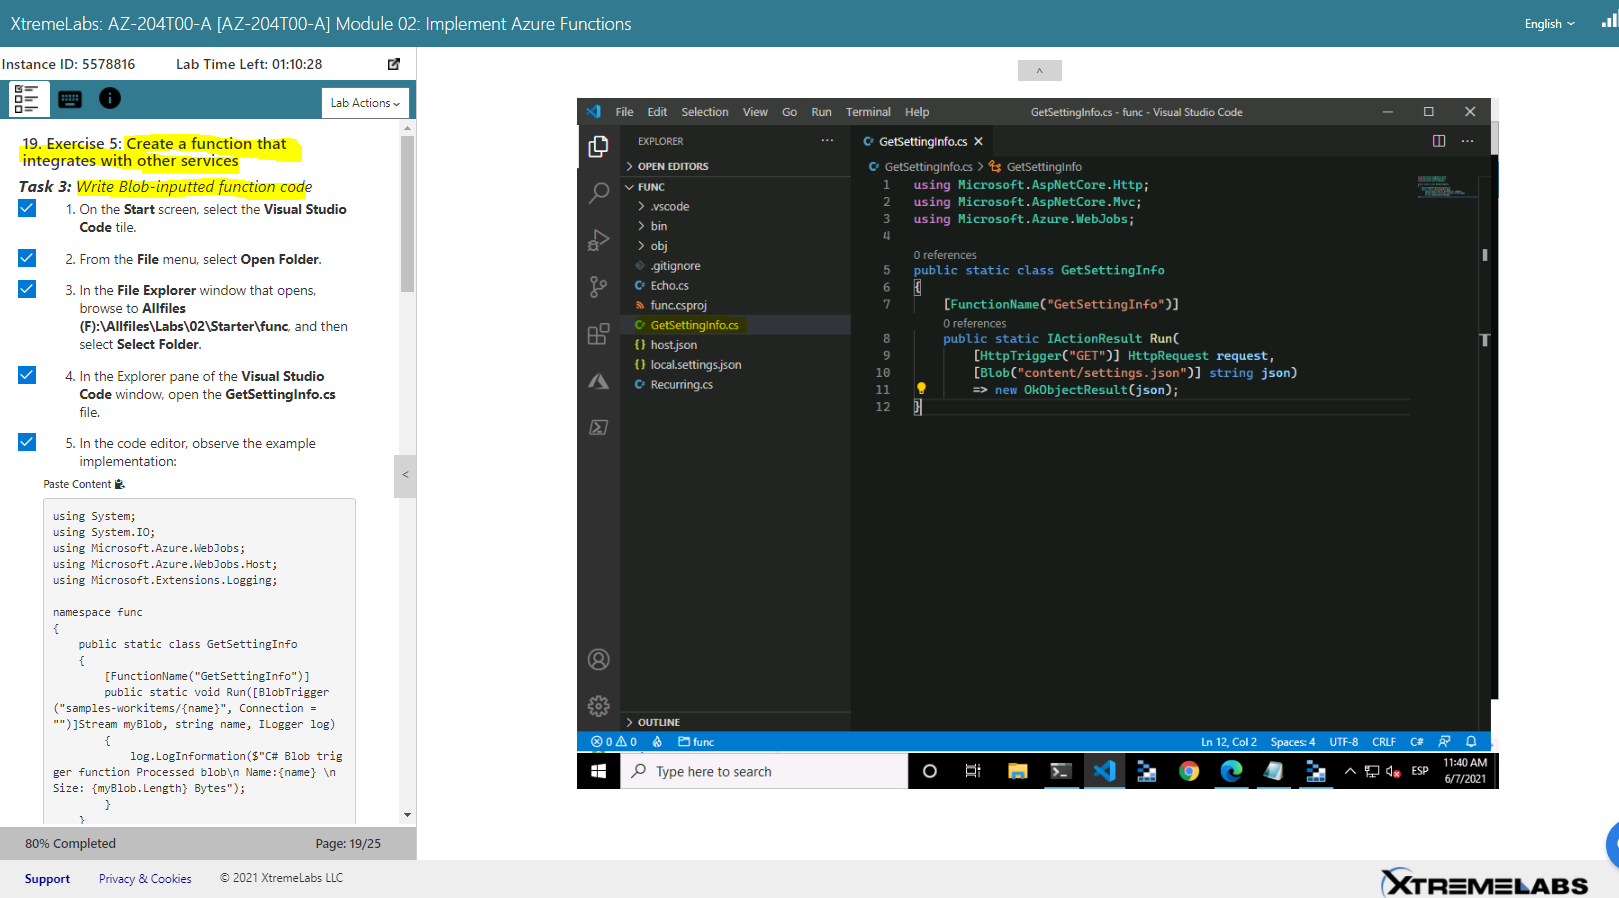 XtremeLabs: AZ-204T00-A [AZ-204T00-A] Module 02: Implement Azure Functions
English
Instance ID: 5578816
Lab Time Left: 01:10:28
Lab Actions
19. Exercise 5: Create a function that
integrates with other services
Task 3: Write Blob-inputted function code
1. On the Start screen, select the Visual Studio
Code tile.
2. From the File menu, select Open Folder.
3. In the File Explorer window that opens,
browse to Allfiles
(F):\Allfiles\Labs\02\Starter\func, and then
select Select Folder.
4. In the Explorer pane of the Visual Studio
Code window, open the GetSettingInfo.cs
file.
5. In the code editor, observe the example
implementation:
Paste Content
using System;
using System.IO;
using Microsoft.Azure.WebJobs;
using Microsoft.Azure.WebJobs.Host;
using Microsoft.Extensions.Logging;
namespace func
{
public static class GetSettingInfo
{
[FunctionName("GetSettingInfo")]
public static void Run([BlobTrigger
("samples-workitems/{name}", Connection =
"")]Stream myBlob, string name, ILogger log)
{
log.LogInformation($"C# Blob trig
ger function Processed blob\n Name:{name} \n
Size: {myBlob.Length} Bytes");
}
}
80% Completed
Page: 19/25
Support
Privacy & Cookies
© 2021 XtremeLabs LLC
File Edit Selection View Go Run Terminal Help
GetSettingInfo.cs - func - Visual Studio Code
EXPLORER
OPEN EDITORS
FUNC
.vscode
bin
obj
.gitignore
Echo.cs
func.csproj
GetSettingInfo.cs
host.json
local.settings.json
Recurring.cs
OUTLINE
GetSettingInfo.cs
GetSettingInfo.cs > GetSettingInfo
1 using Microsoft.AspNetCore.Http;
2 using Microsoft.AspNetCore.Mvc;
3 using Microsoft.Azure.WebJobs;
4
0 references
5 public static class GetSettingInfo
6 {
7 [FunctionName("GetSettingInfo")]
0 references
8 public static IActionResult Run(
9 [HttpTrigger("GET")] HttpRequest request,
10 [Blob("content/settings.json")] string json)
11 => new OkObjectResult(json);
12 }
0 0 func
Ln 12, Col 2 Spaces: 4 UTF-8 CRLF C#
Type here to search
ESP
11:40 AM
6/7/2021
XTREMELABS